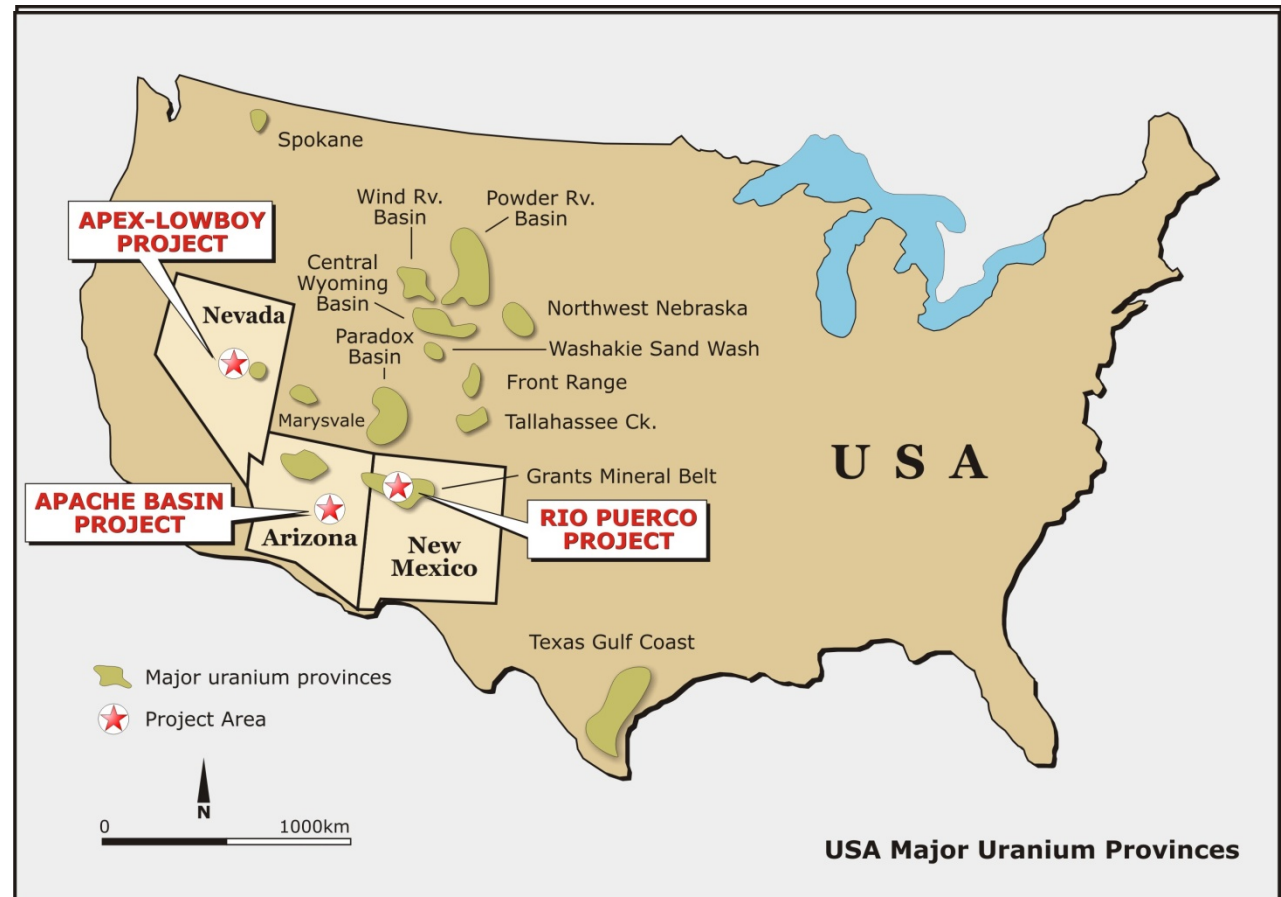 Spokane
Wind Rv.
Basin
Powder Rv.
Basin
APEX-LOWBOY
PROJECT
Central
Wyoming
Basin
Nevada
Northwest Nebraska
Paradox
Basin
Washakie Sand Wash
Front Range
Marysvale
Tallahassee Ck.
USA
Grants Mineral Belt
APACHE BASIN
PROJECT
RIO PUERCO
PROJECT
Arizona
New
Mexico
Texas Gulf Coast
Major uranium provinces
Project Area
N
0 1000km
USA Major Uranium Provinces